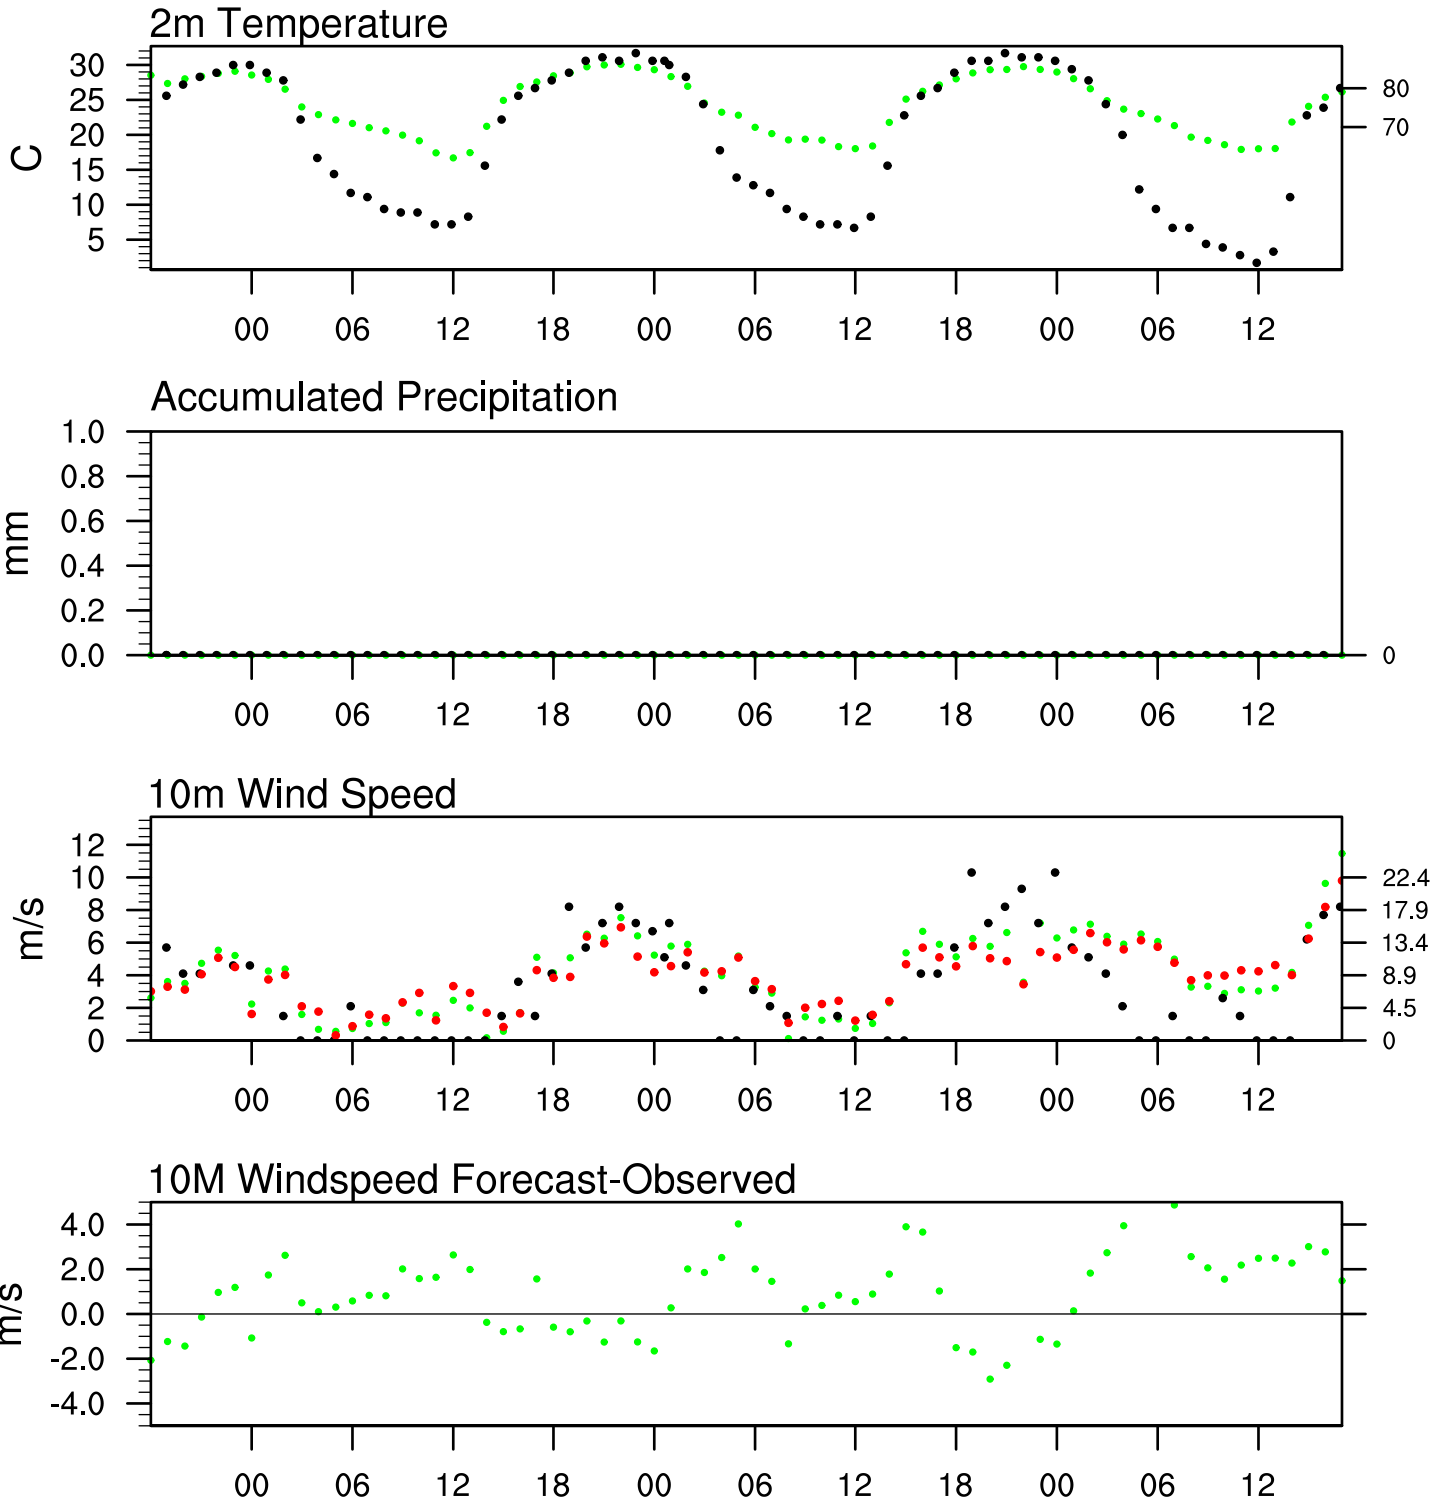 2m Temperature
30
25
20
15
10
5
C
80
70
00 06 12 18 00 06 12 18 00 06 12
Accumulated Precipitation
1.0
0.8
0.6
0.4
0.2
0.0
mm
0
00 06 12 18 00 06 12 18 00 06 12
10m Wind Speed
12
10
8
6
4
2
0
m/s
22.4
17.9
13.4
8.9
4.5
0
00 06 12 18 00 06 12 18 00 06 12
10M Windspeed Forecast-Observed
4.0
2.0
0.0
-2.0
-4.0
m/s
00 06 12 18 00 06 12 18 00 06 12